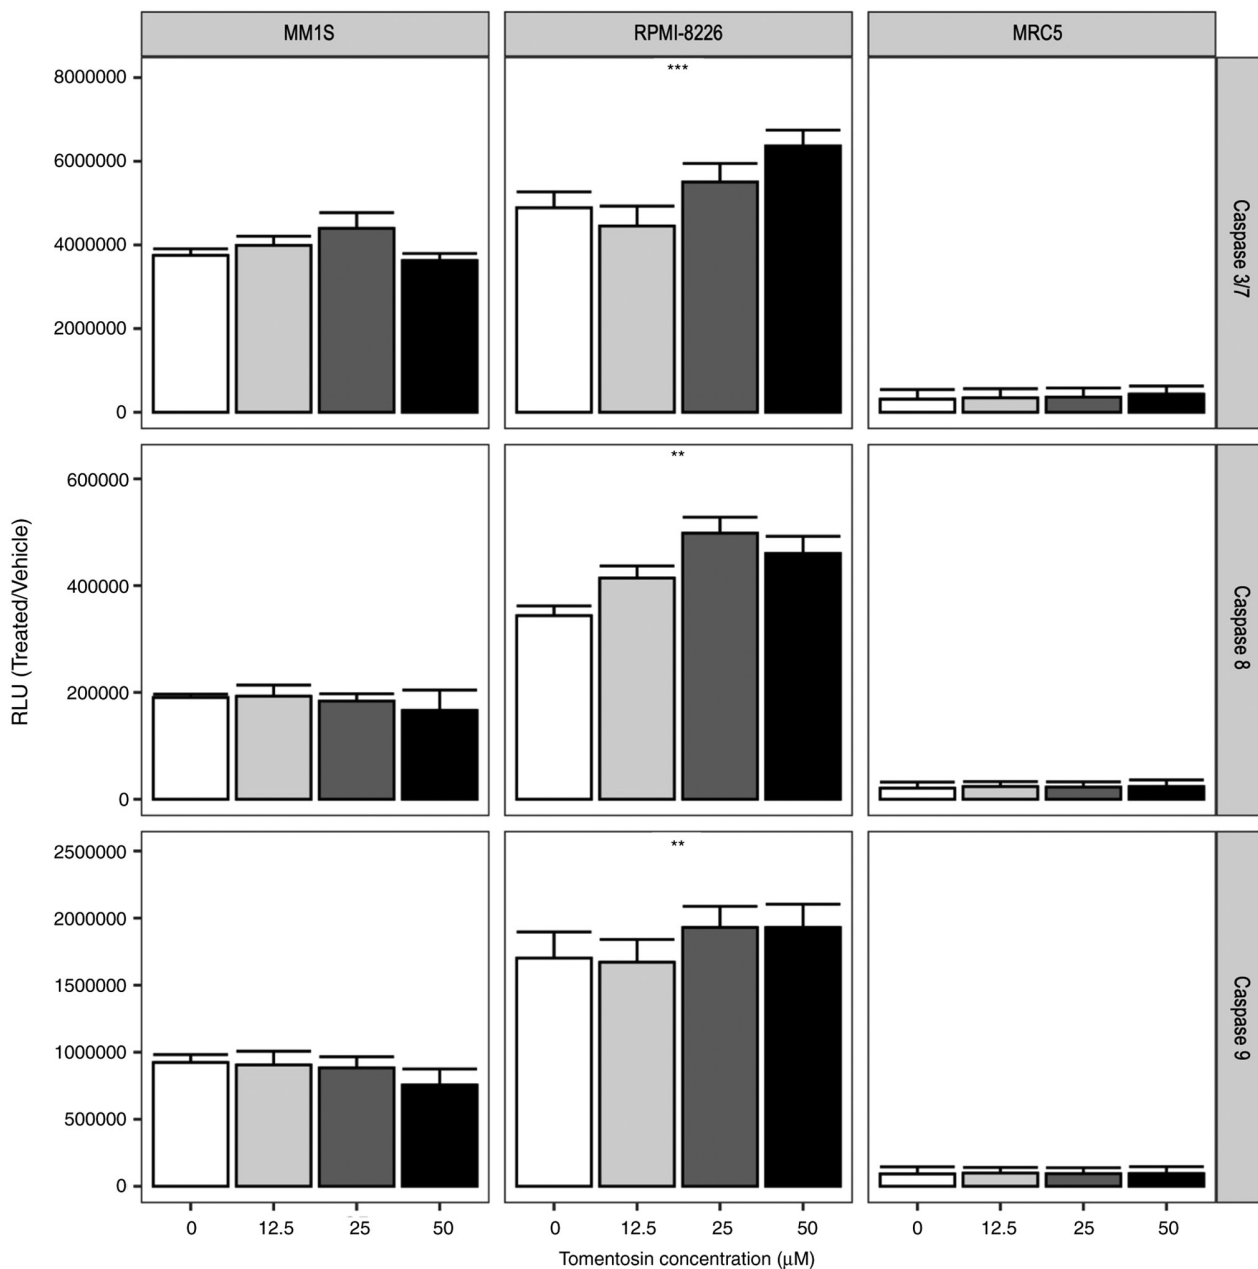 MM1S RPMI-8226 MRC5
***
8000000
6000000
4000000
2000000
0
Caspase 3/7
**
600000
400000
200000
0
Caspase 8
**
2500000
2000000
1500000
1000000
500000
0
Caspase 9
RLU (Treated/Vehicle)
0 12.5 25 50 0 12.5 25 50 0 12.5 25 50
Tomentosin concentration (μM)